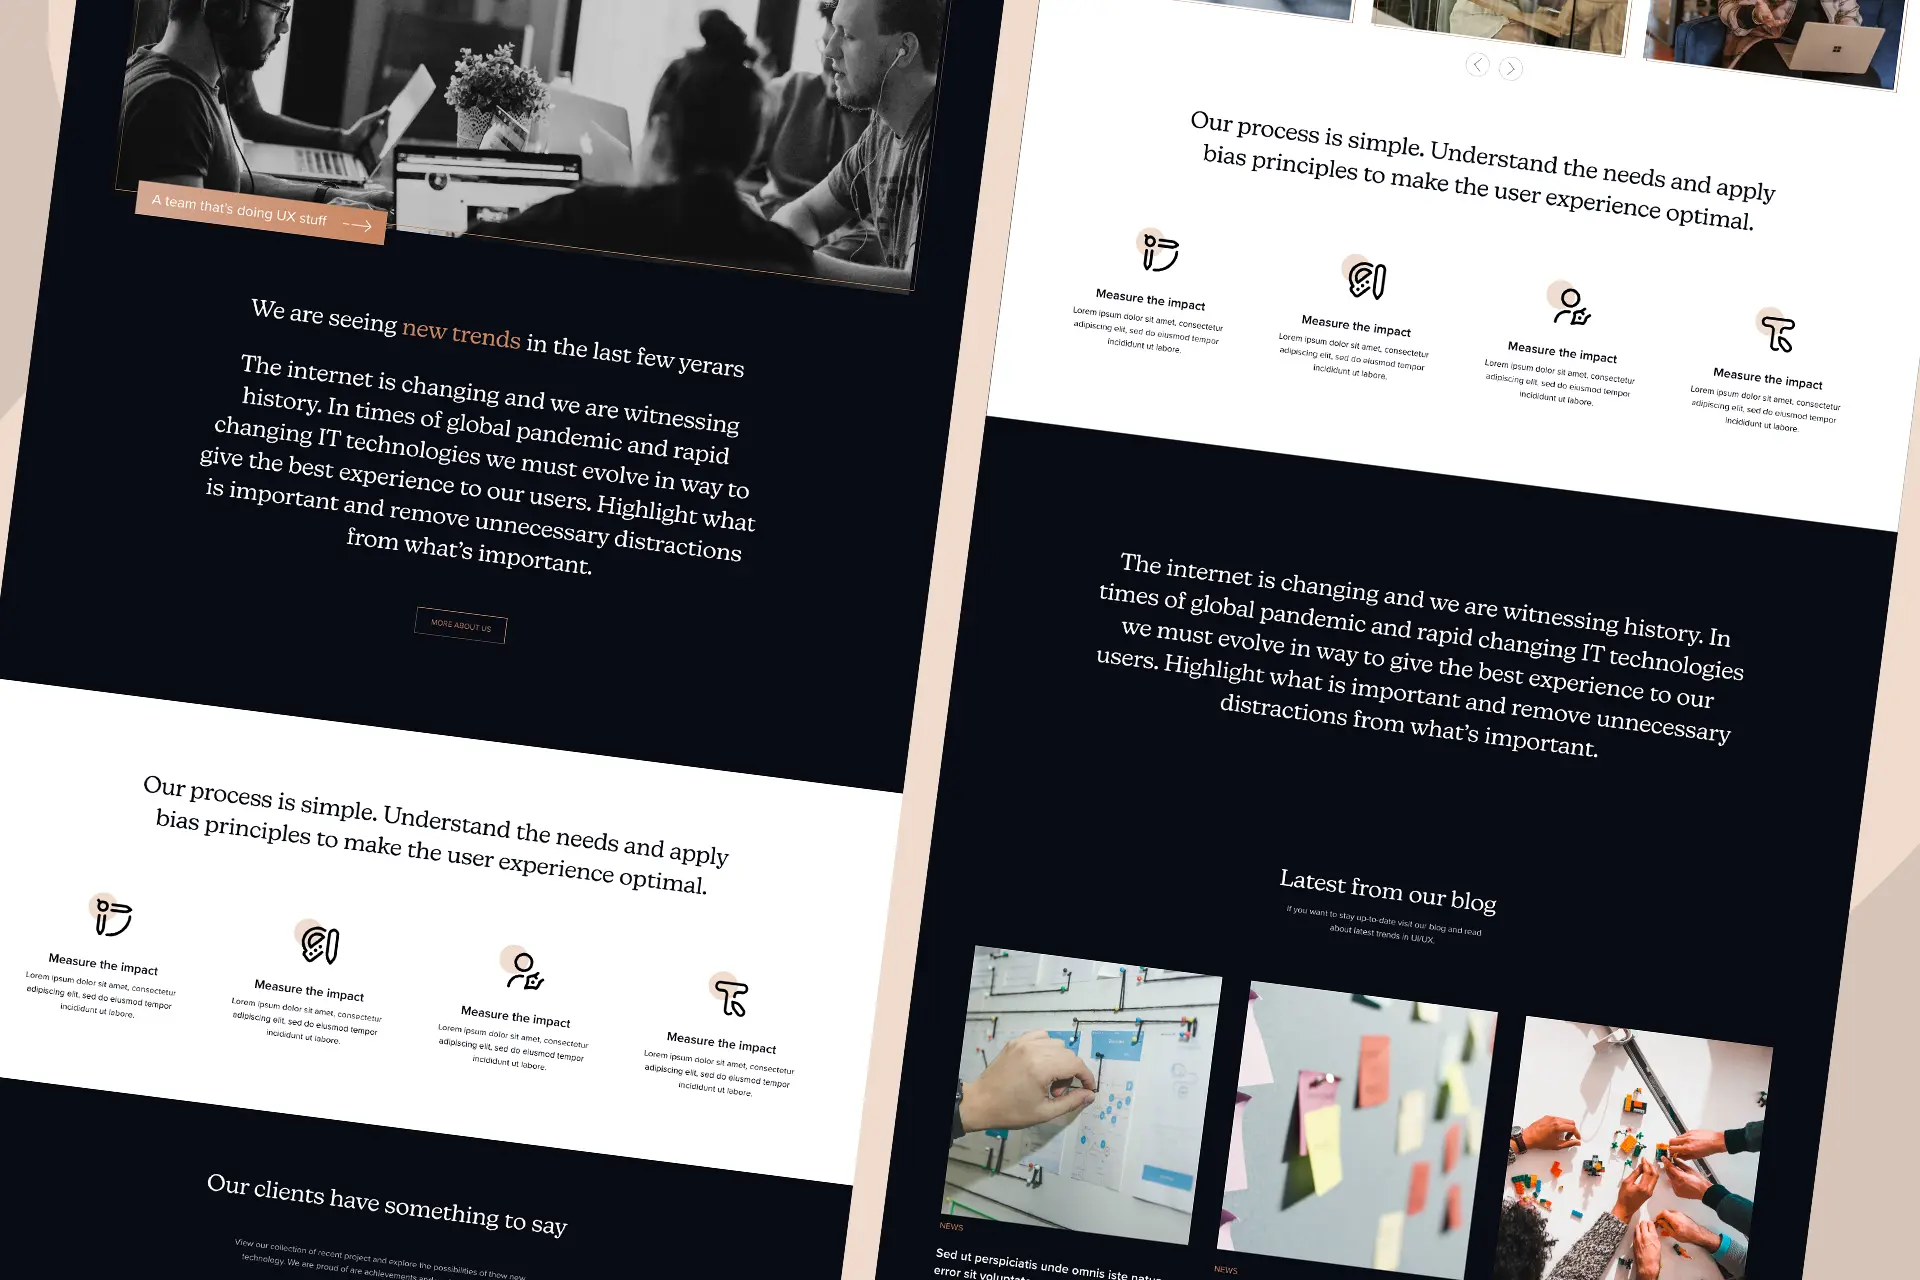 A team that's doing UX stuff
We are seeing new trends in the last few yerars
The internet is changing and we are witnessing
history. In times of global pandemic and rapid
changing IT technologies we must evolve in way to
give the best experience to our users. Highlight what
is important and remove unnecessary distractions
from what's important.
MORE ABOUT US
Our process is simple. Understand the needs and apply
bias principles to make the user experience optimal.
Measure the impact
Lorem ipsum dolor sit amet, consectetur
adipiscing elit, sed do eiusmod tempor
incididunt ut labore.
Measure the impact
Lorem ipsum dolor sit amet, consectetur
adipiscing elit, sed do eiusmod tempor
incididunt ut labore.
Measure the impact
Lorem ipsum dolor sit amet, consectetur
adipiscing elit, sed do eiusmod tempor
incididunt ut labore.
Measure the impact
Lorem ipsum dolor sit amet, consectetur
adipiscing elit, sed do eiusmod tempor
incididunt ut labore.
Our clients have something to say
View our collection of recent project and explore the possibilities of thew new
technology. We are proud of are achievements and
Our process is simple. Understand the needs and apply
bias principles to make the user experience optimal.
Measure the impact
Lorem ipsum dolor sit amet, consectetur
adipiscing elit, sed do eiusmod tempor
incididunt ut labore.
Measure the impact
Lorem ipsum dolor sit amet, consectetur
adipiscing elit, sed do eiusmod tempor
incididunt ut labore.
Measure the impact
Lorem ipsum dolor sit amet, consectetur
adipiscing elit, sed do eiusmod tempor
incididunt ut labore.
Measure the impact
Lorem ipsum dolor sit amet, consectetur
adipiscing elit, sed do eiusmod tempor
incididunt ut labore.
The internet is changing and we are witnessing history. In
times of global pandemic and rapid changing IT technologies
we must evolve in way to give the best experience to our
users. Highlight what is important and remove unnecessary
distractions from what's important.
Latest from our blog
If you want to stay up-to-date visit our blog and read
about latest trends in UI/UX.
NEWS
Sed ut perspiciatis unde omnis iste
error sit
NEWS